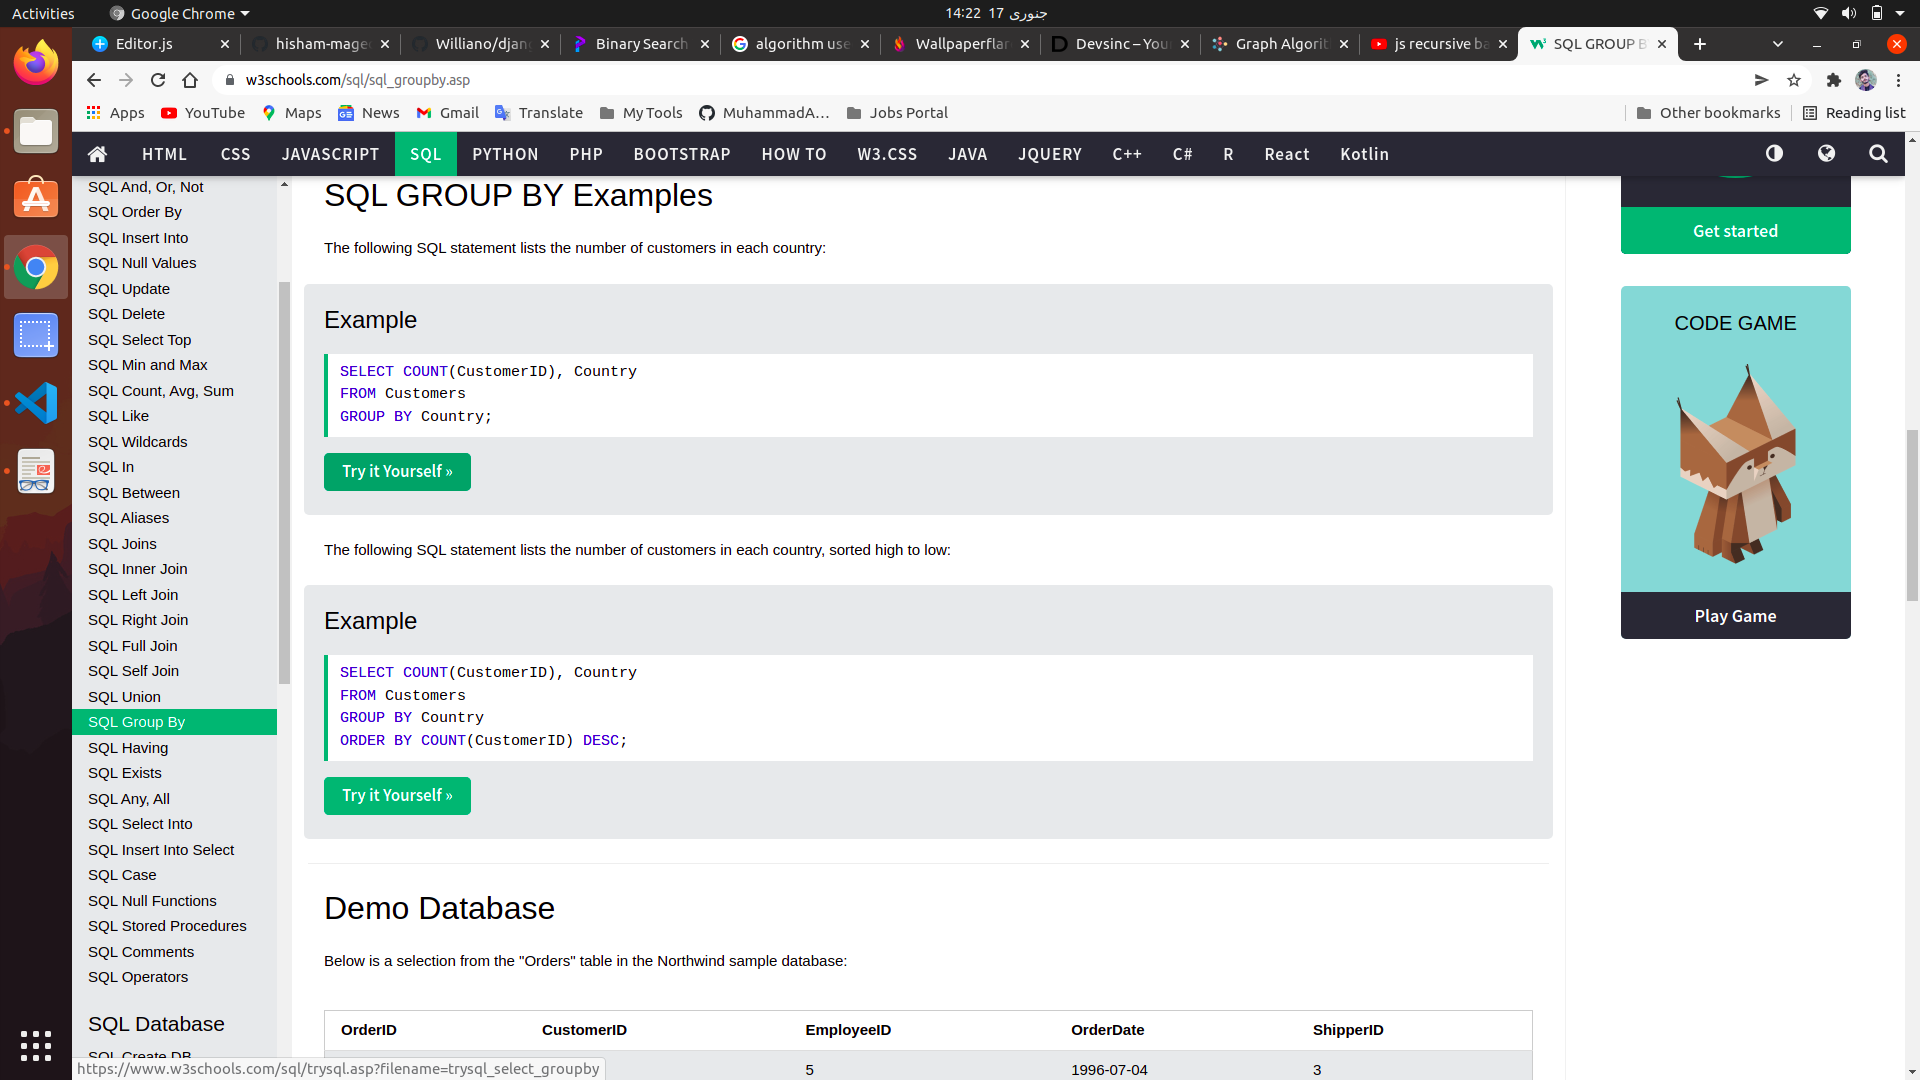 Activities
Google Chrome
14:22 17 جنوری
Editor.js
hisham-mage
Williano/djan
Binary Search
algorithm use
Wallpaperflar
Devsinc – You
Graph Algorit
js recursive ba
SQL GROUP B
w3schools.com/sql/sql_groupby.asp
Apps
YouTube
Maps
News
Gmail
Translate
My Tools
MuhammadA...
Jobs Portal
Other bookmarks
Reading list
HTML
CSS
JAVASCRIPT
SQL
PYTHON
PHP
BOOTSTRAP
HOW TO
W3.CSS
JAVA
JQUERY
C++
C#
R
React
Kotlin
SQL And, Or, Not
SQL Order By
SQL Insert Into
SQL Null Values
SQL Update
SQL Delete
SQL Select Top
SQL Min and Max
SQL Count, Avg, Sum
SQL Like
SQL Wildcards
SQL In
SQL Between
SQL Aliases
SQL Joins
SQL Inner Join
SQL Left Join
SQL Right Join
SQL Full Join
SQL Self Join
SQL Union
SQL Group By
SQL Having
SQL Exists
SQL Any, All
SQL Select Into
SQL Insert Into Select
SQL Case
SQL Null Functions
SQL Stored Procedures
SQL Comments
SQL Operators
SQL Database
SQL Create DB
SQL GROUP BY Examples
The following SQL statement lists the number of customers in each country:
Example
SELECT COUNT(CustomerID), Country
FROM Customers
GROUP BY Country;
Try it Yourself »
The following SQL statement lists the number of customers in each country, sorted high to low:
Example
SELECT COUNT(CustomerID), Country
FROM Customers
GROUP BY Country
ORDER BY COUNT(CustomerID) DESC;
Try it Yourself »
Demo Database
Below is a selection from the "Orders" table in the Northwind sample database:
OrderID CustomerID EmployeeID OrderDate ShipperID
5 1996-07-04 3
Get started
CODE GAME
Play Game
https://www.w3schools.com/sql/trysql.asp?filename=trysql_select_groupby